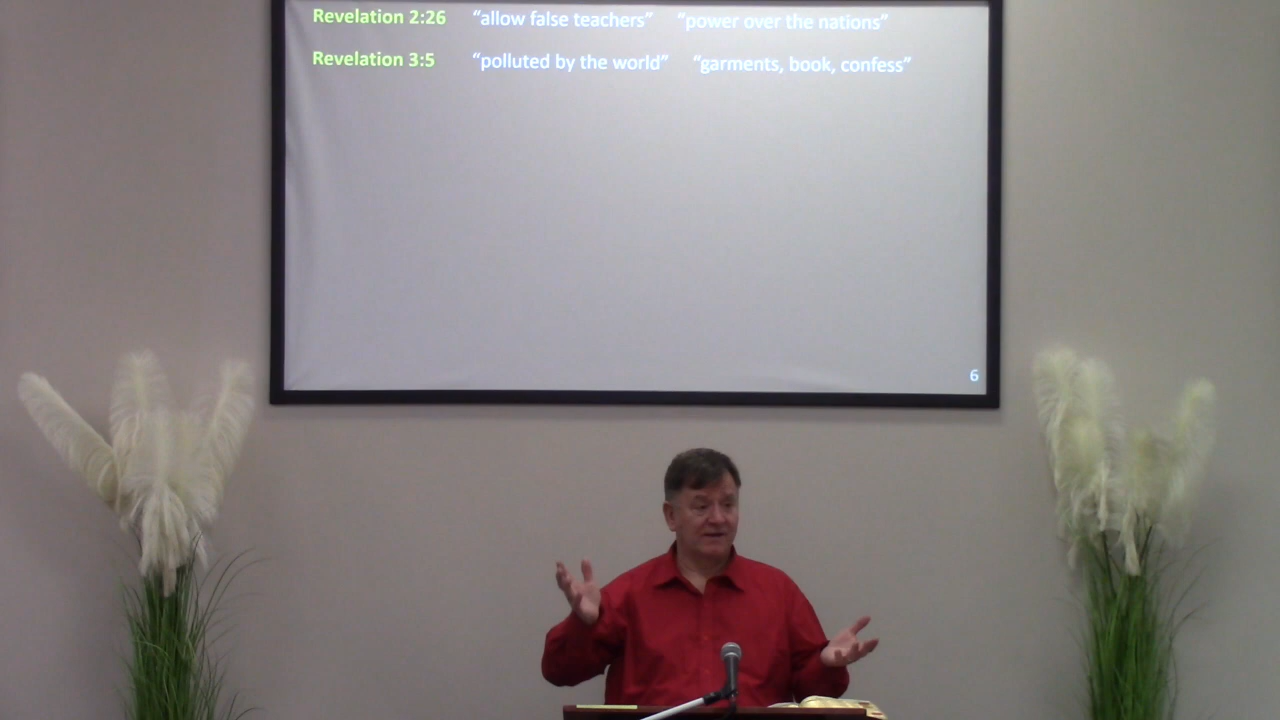 Revelation 2:26 “allow false teachers” “power over the nations”
Revelation 3:5 “polluted by the world” “garments, book, confess”
6